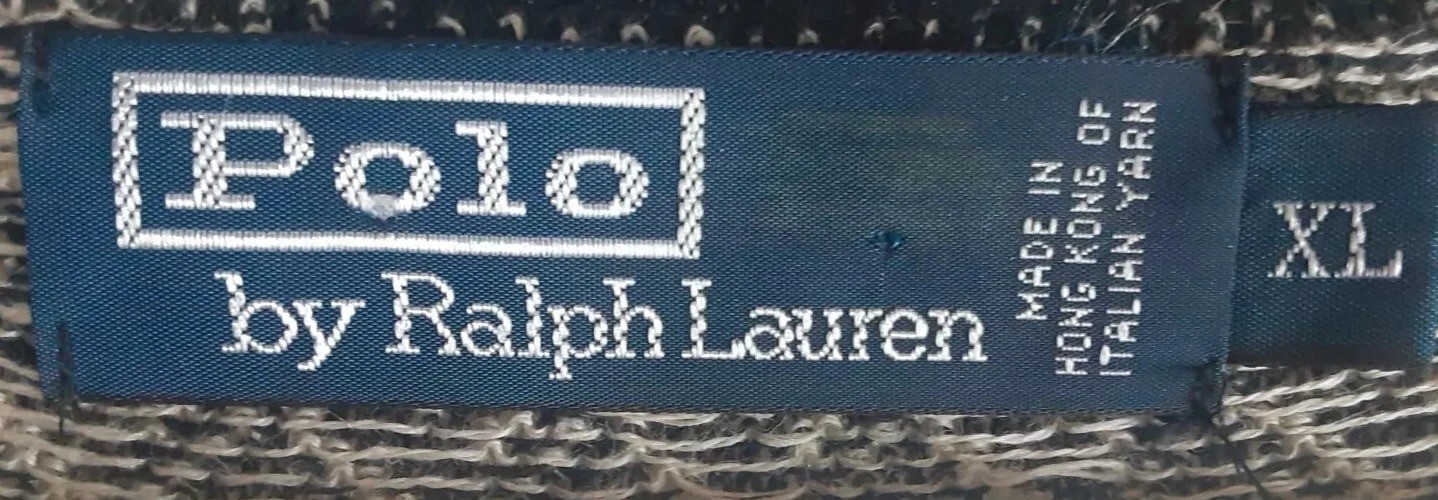 Polo
by Ralph Lauren
MADE IN
HONG KONG OF
ITALIAN YARN
XL